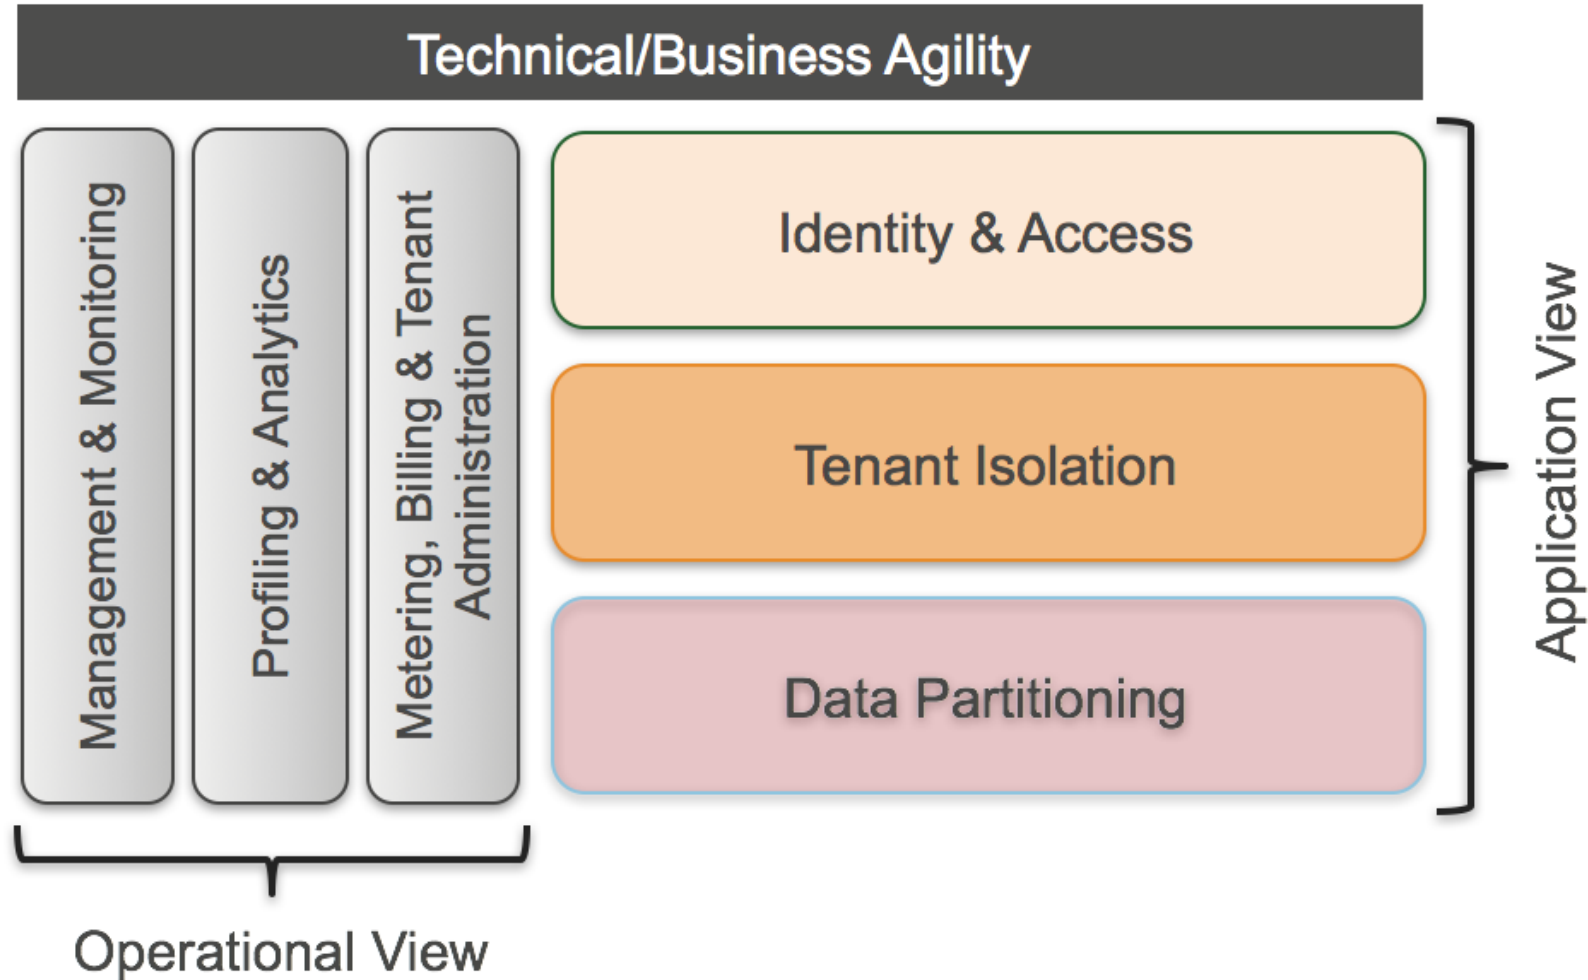 Technical/Business Agility
Management & Monitoring
Profiling & Analytics
Metering, Billing & Tenant
Administration
Identity & Access
Tenant Isolation
Data Partitioning
Application View
Operational View